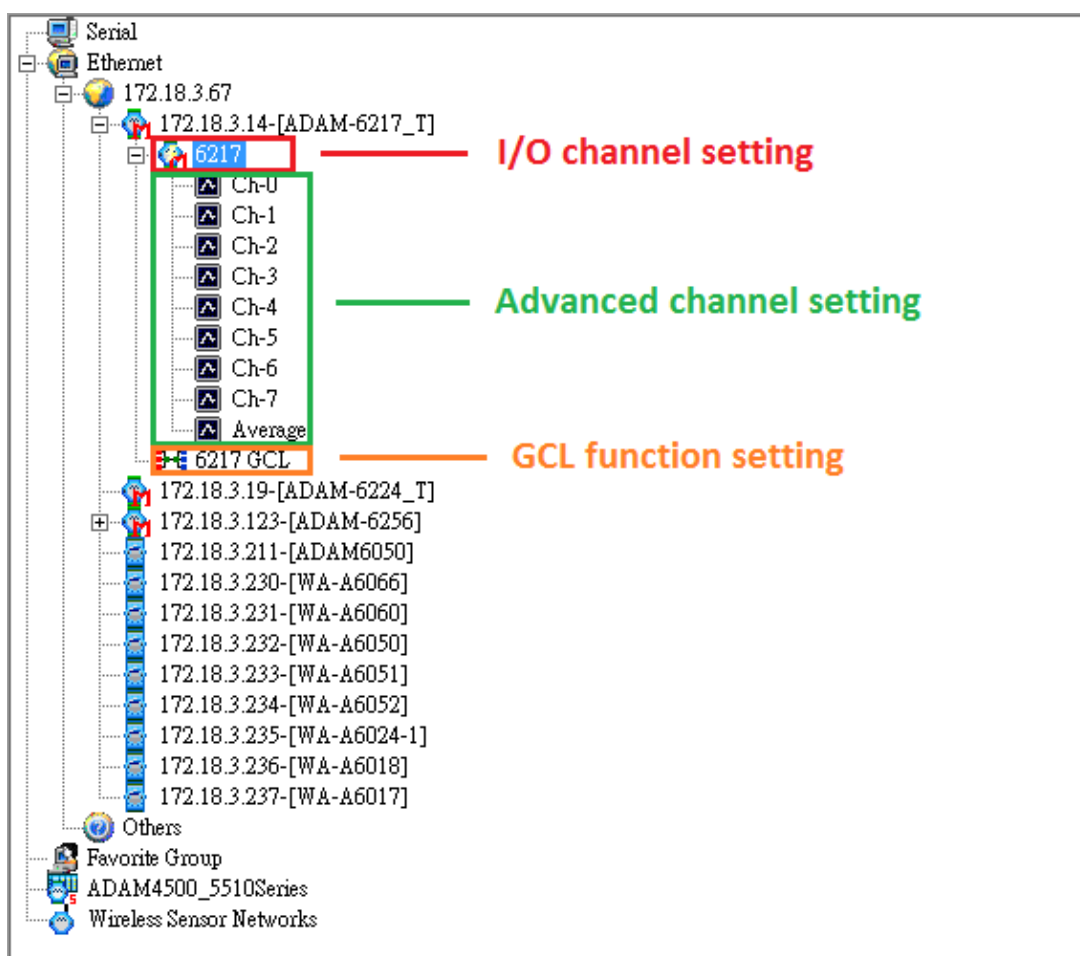 Serial
Ethernet
172.18.3.67
172.18.3.14-[ADAM-6217_T]
6217 I/O channel setting
Ch-0
Ch-1
Ch-2
Ch-3
Ch-4 Advanced channel setting
Ch-5
Ch-6
Ch-7
Average
6217 GCL GCL function setting
172.18.3.19-[ADAM-6224_T]
172.18.3.123-[ADAM-6256]
172.18.3.211-[ADAM6050]
172.18.3.230-[WA-A6066]
172.18.3.231-[WA-A6060]
172.18.3.232-[WA-A6050]
172.18.3.233-[WA-A6051]
172.18.3.234-[WA-A6052]
172.18.3.235-[WA-A6024-1]
172.18.3.236-[WA-A6018]
172.18.3.237-[WA-A6017]
Others
Favorite Group
ADAM4500_5510Series
Wireless Sensor Networks